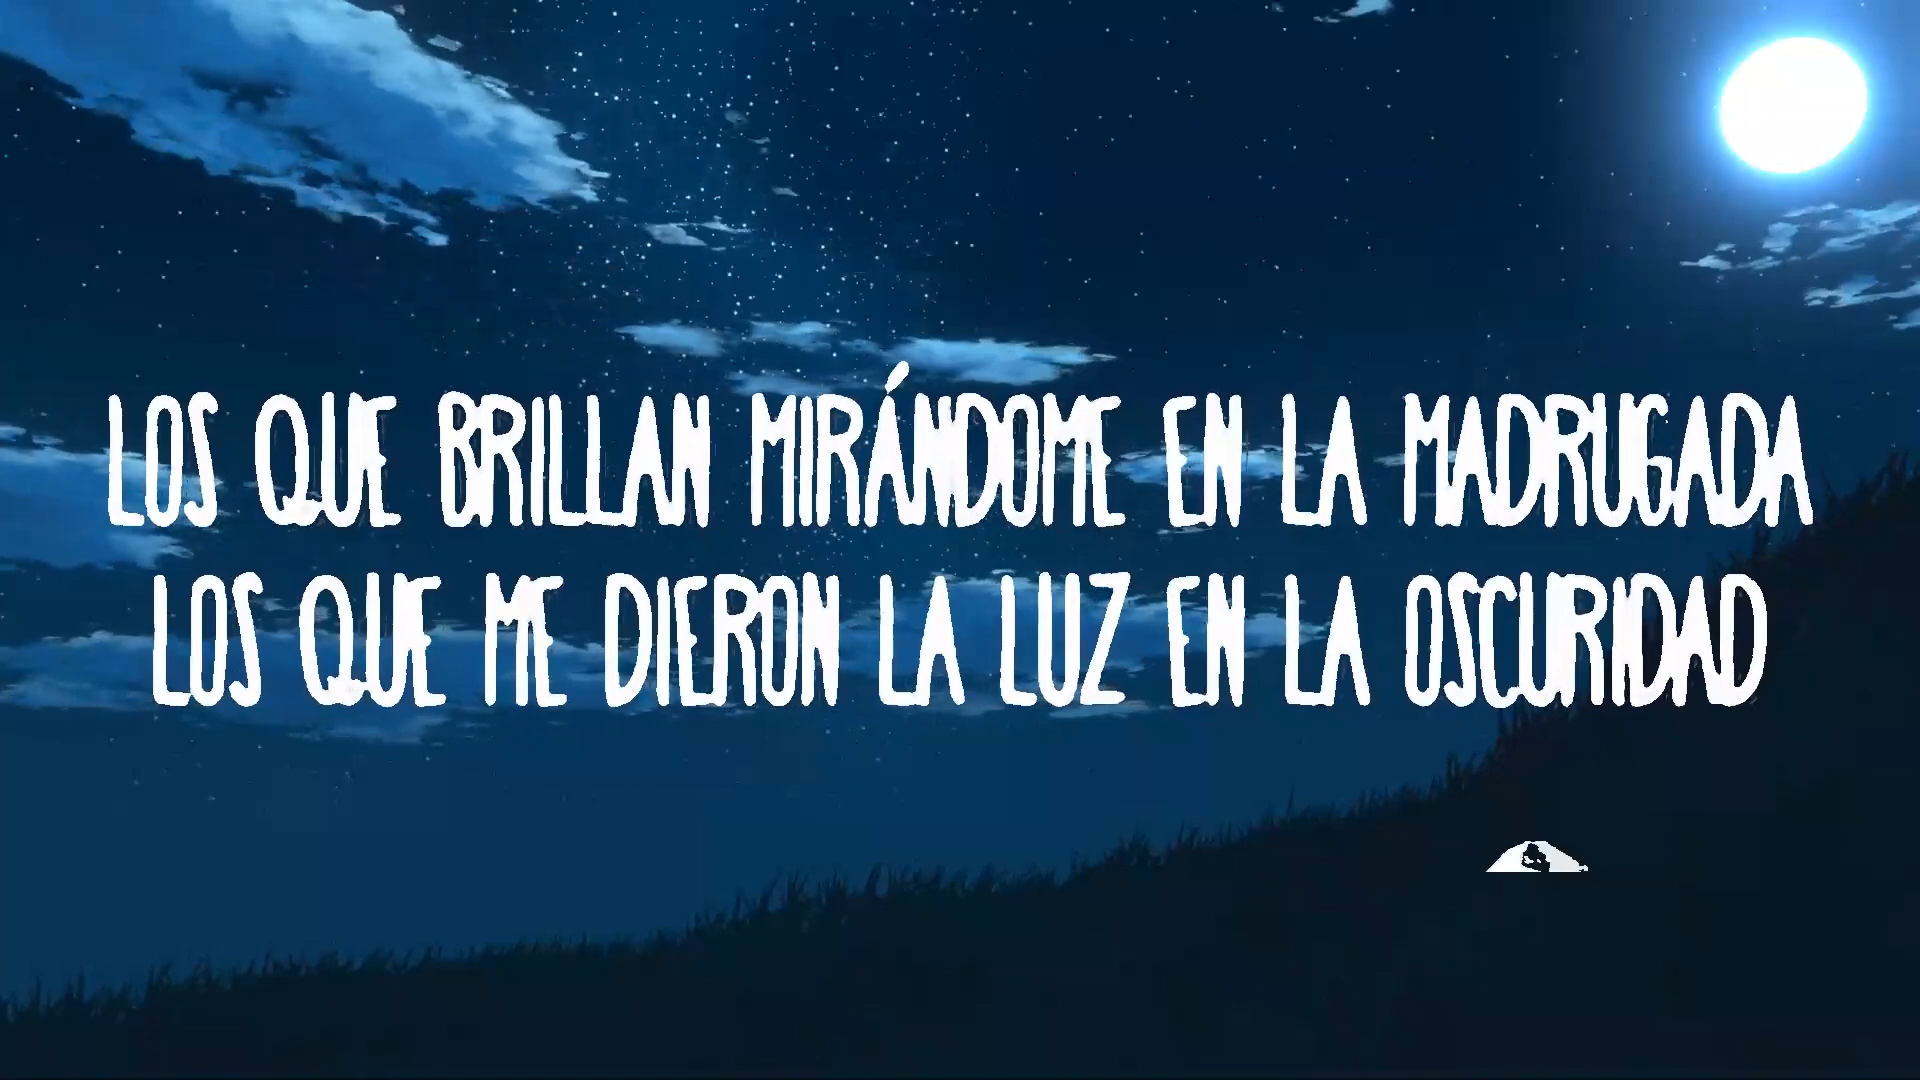 LOS QUE BRILLAN MIRÁNDOME EN LA MADRUGADA
LOS QUE ME DIERON LA LUZ EN LA OSCURIDAD